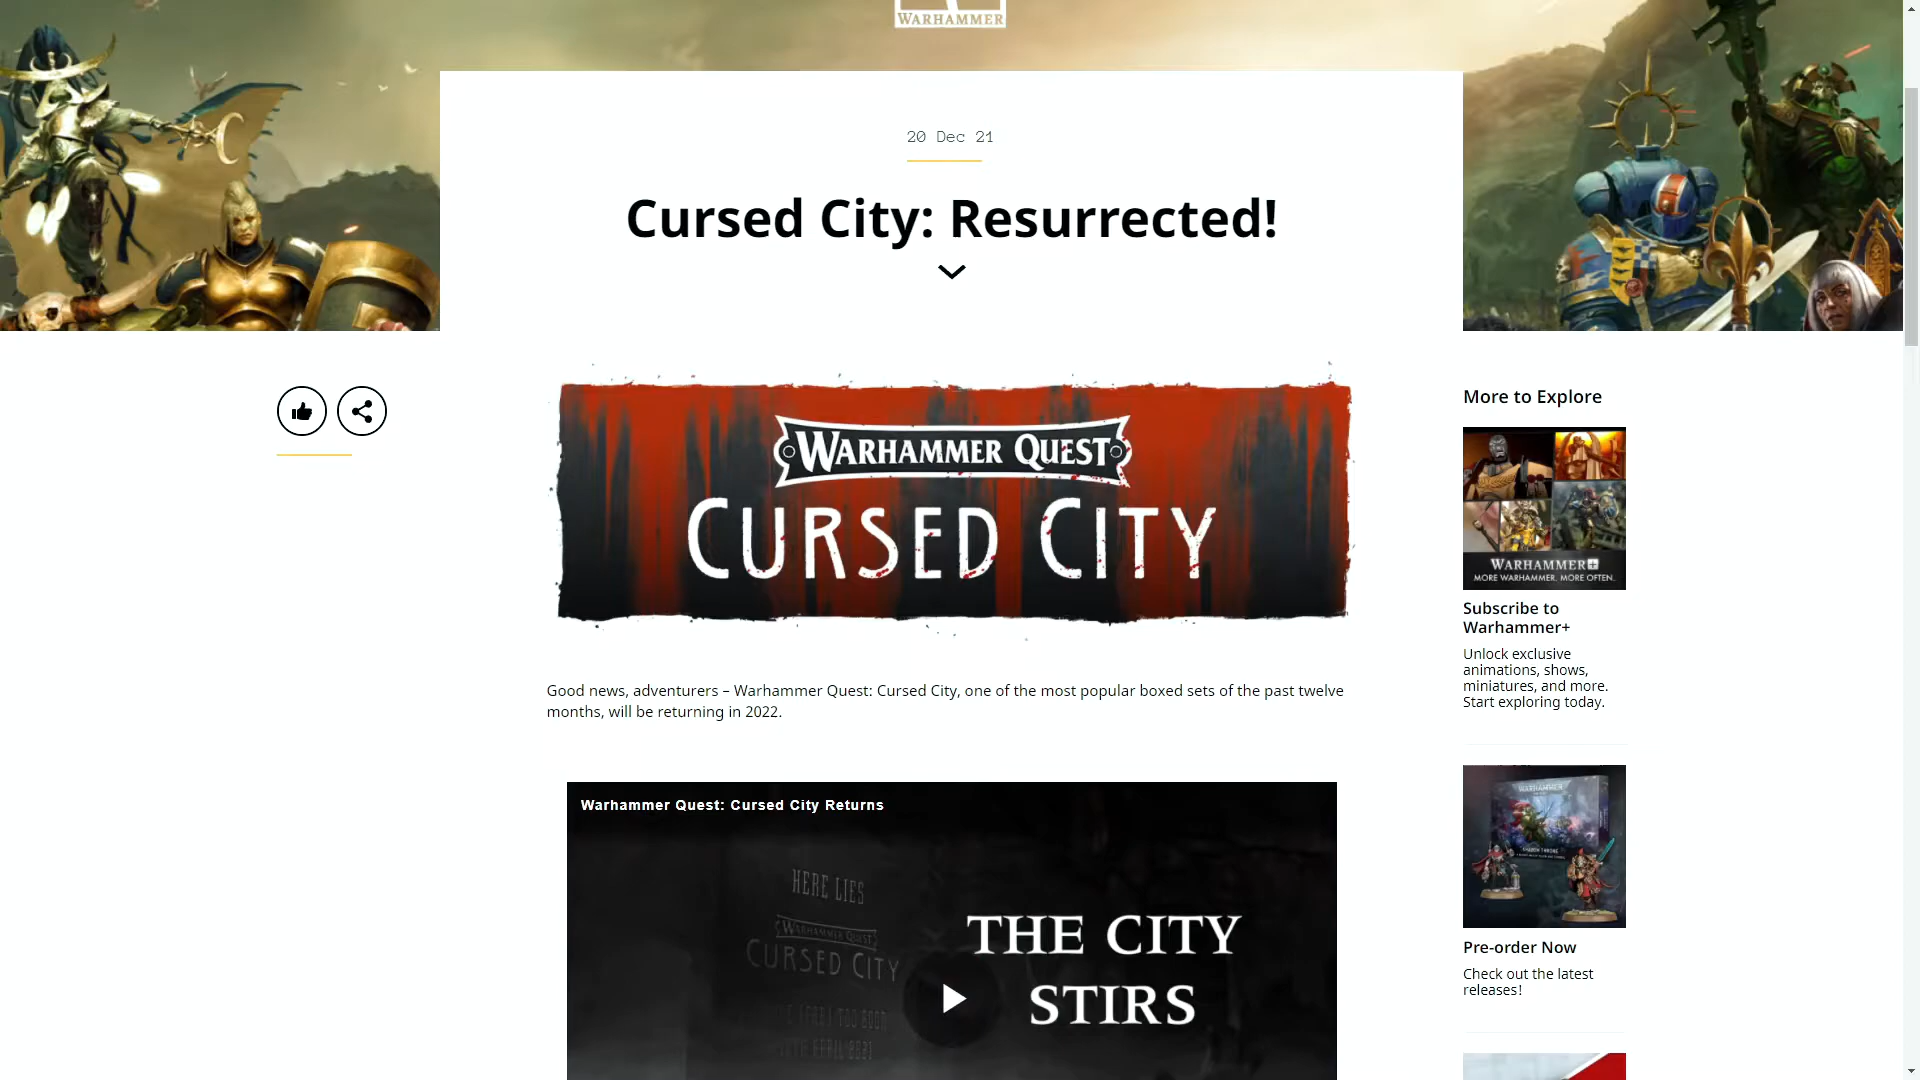 WARHAMMER
20 Dec 21
Cursed City: Resurrected!
WARHAMMER QUEST
CURSED CITY
Good news, adventurers – Warhammer Quest: Cursed City, one of the most popular boxed sets of the past twelve
months, will be returning in 2022.
Warhammer Quest: Cursed City Returns
HERE LIES
WARHAMMER QUEST
CURSED CITY
THE CITY
STIRS
More to Explore
WARHAMMER+
MORE WARHAMMER. MORE OFTEN.
Subscribe to
Warhammer+
Unlock exclusive
animations, shows,
miniatures, and more.
Start exploring today.
WARHAMMER
Pre-order Now
Check out the latest
releases!